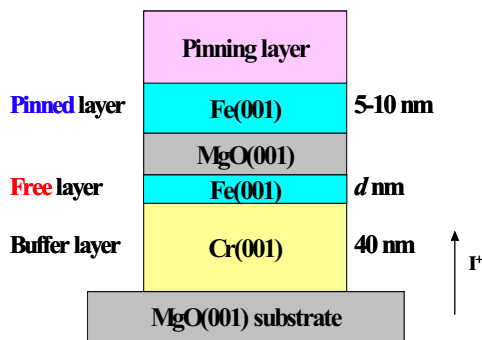 Pinning layer
Pinned layer Fe(001) 5-10 nm
MgO(001)
Free layer Fe(001) d nm
Buffer layer Cr(001) 40 nm
I+
MgO(001) substrate